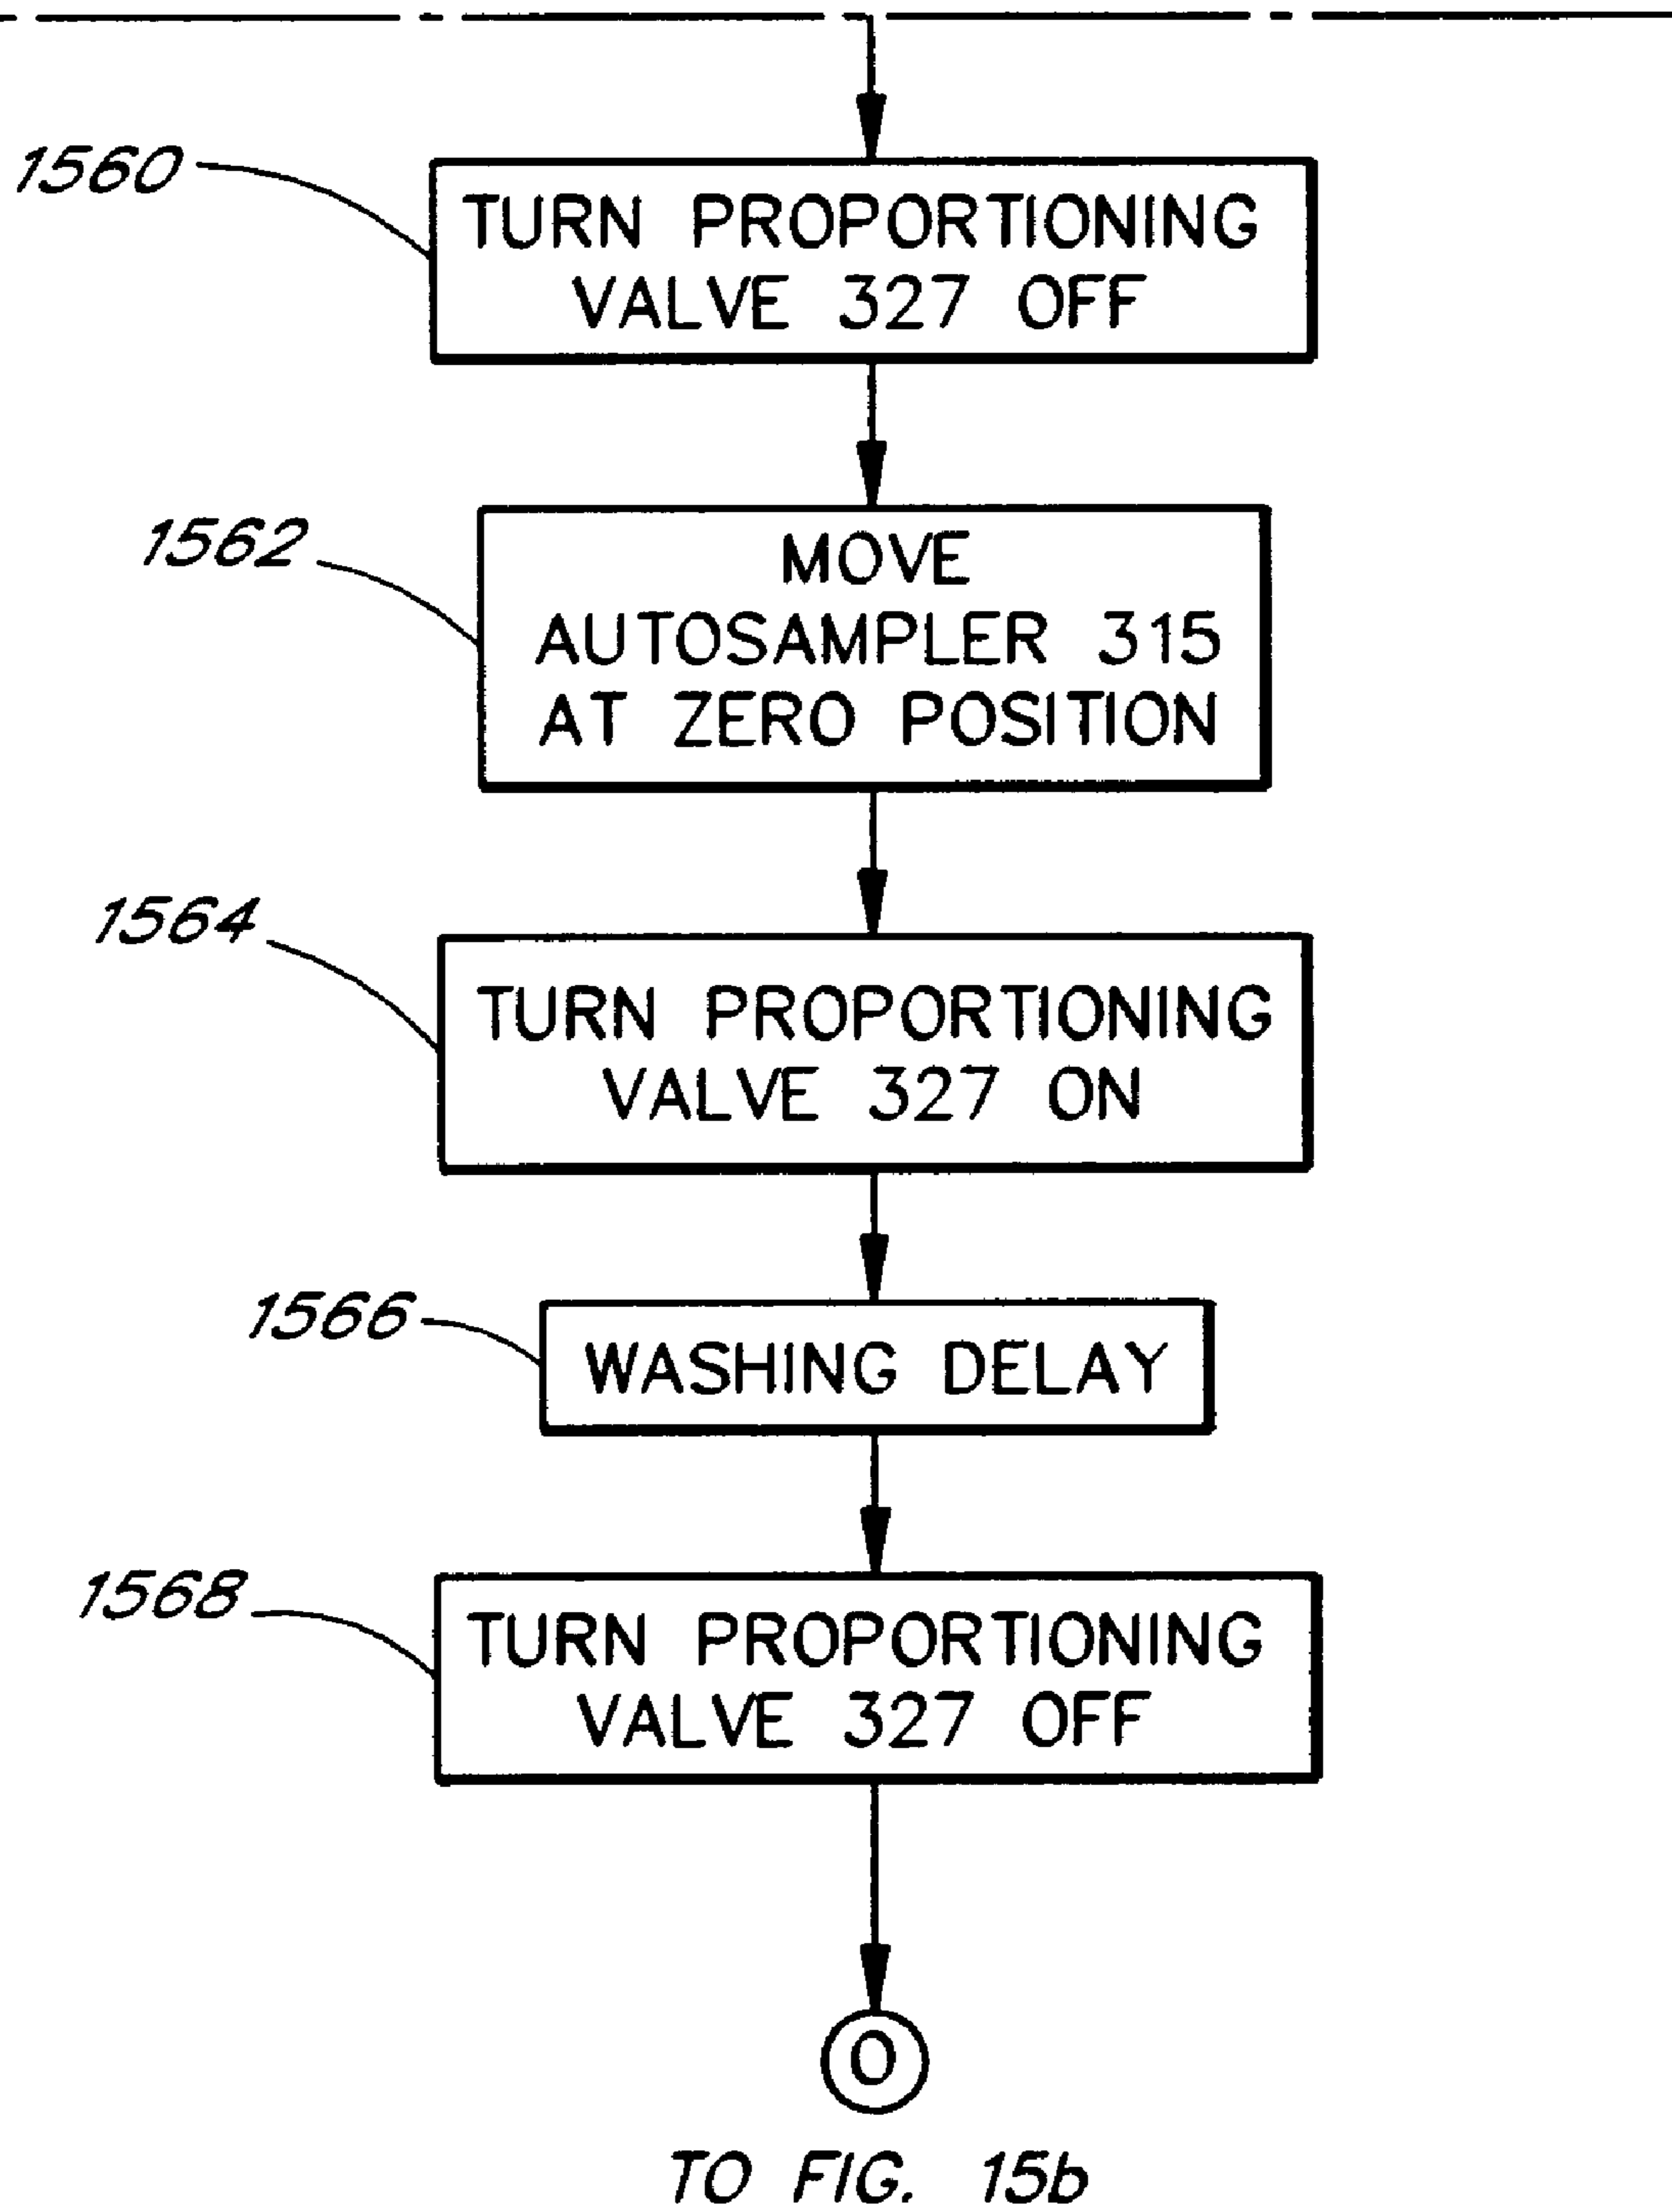 1560
TURN PROPORTIONING
VALVE 327 OFF
1562
MOVE
AUTOSAMPLER 315
AT ZERO POSITION
1564
TURN PROPORTIONING
VALVE 327 ON
1566
WASHING DELAY
1568
TURN PROPORTIONING
VALVE 327 OFF
O
TO FIG. 15b